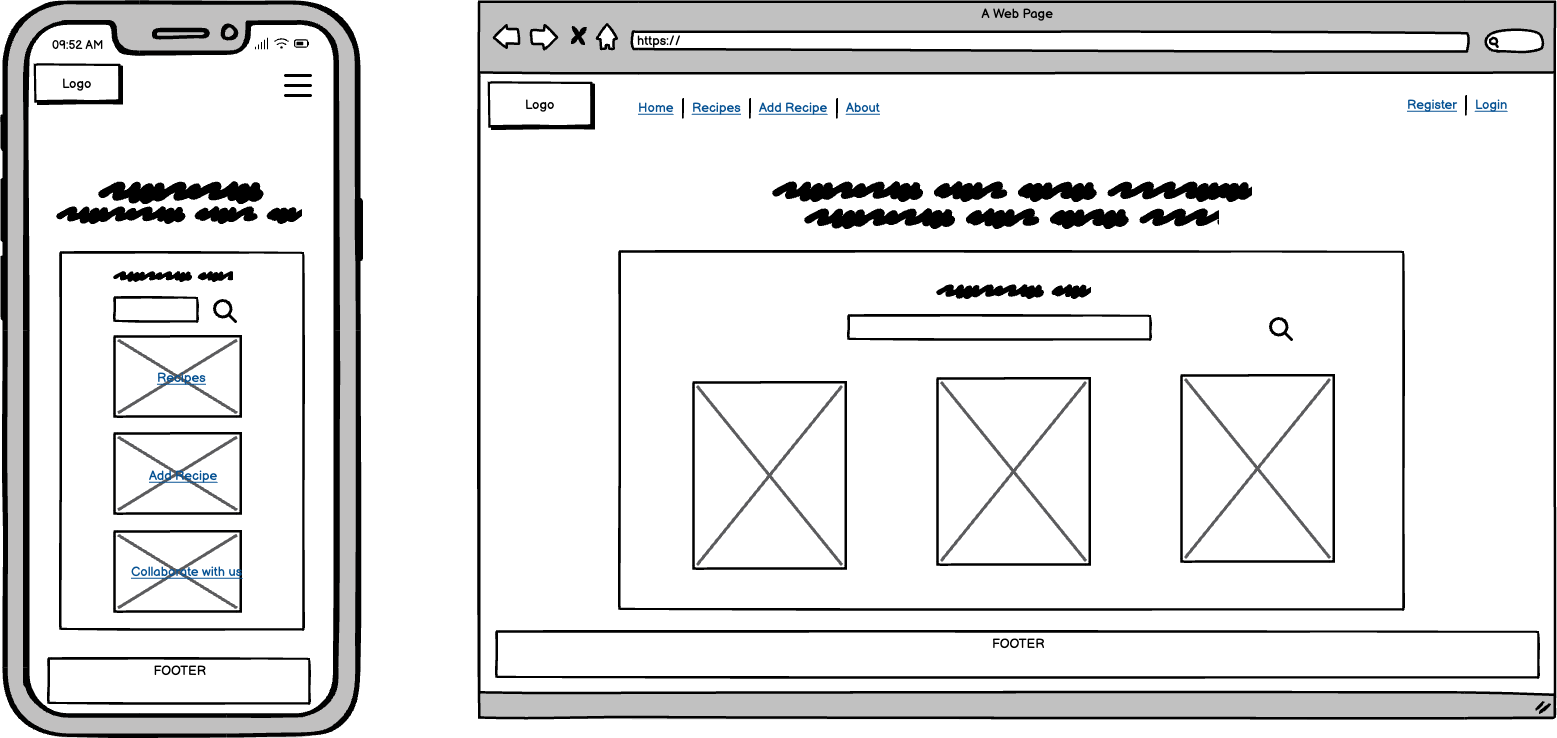 09:52 AM
Logo
Recipes
Add Recipe
Collaborate with us
FOOTER
A Web Page
https://
Logo
Home Recipes Add Recipe About
Register Login
FOOTER